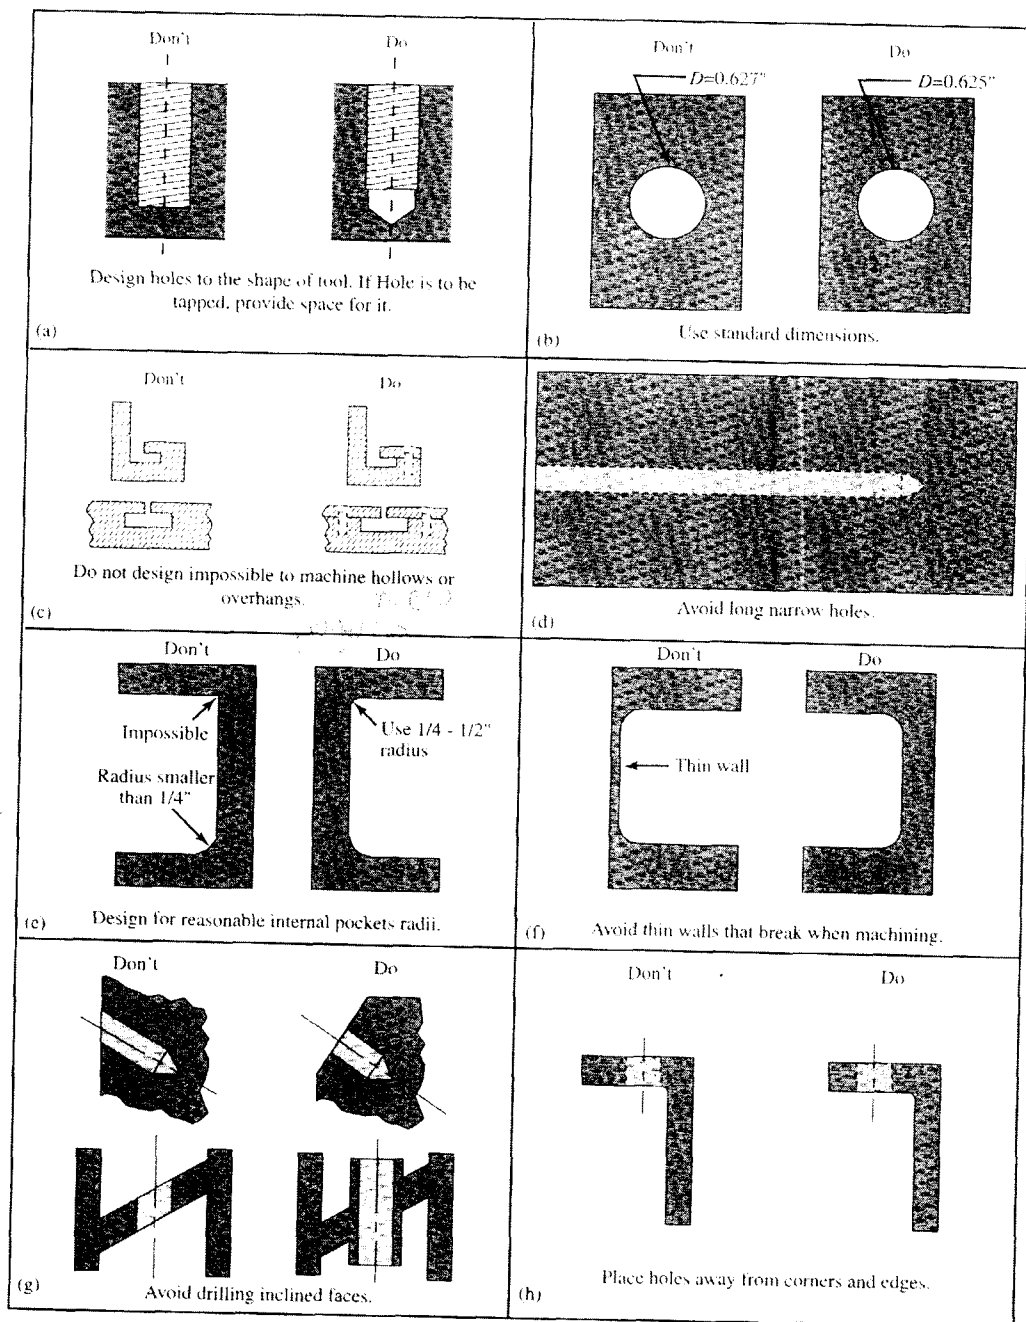 Don't
Do
Design holes to the shape of tool. If Hole is to be
tapped, provide space for it.
(a)
Don't
Do
D=0.627"
D=0.625"
Use standard dimensions.
(b)
Don't
Do
Do not design impossible to machine hollows or
overhangs.
(c)
Avoid long narrow holes.
(d)
Don't
Do
Impossible
Use 1/4 - 1/2"
radius
Radius smaller
than 1/4"
Design for reasonable internal pockets radii.
(e)
Don't
Do
Thin wall
Avoid thin walls that break when machining.
(f)
Don't
Do
Avoid drilling inclined faces.
(g)
Don't
Do
Place holes away from corners and edges.
(h)